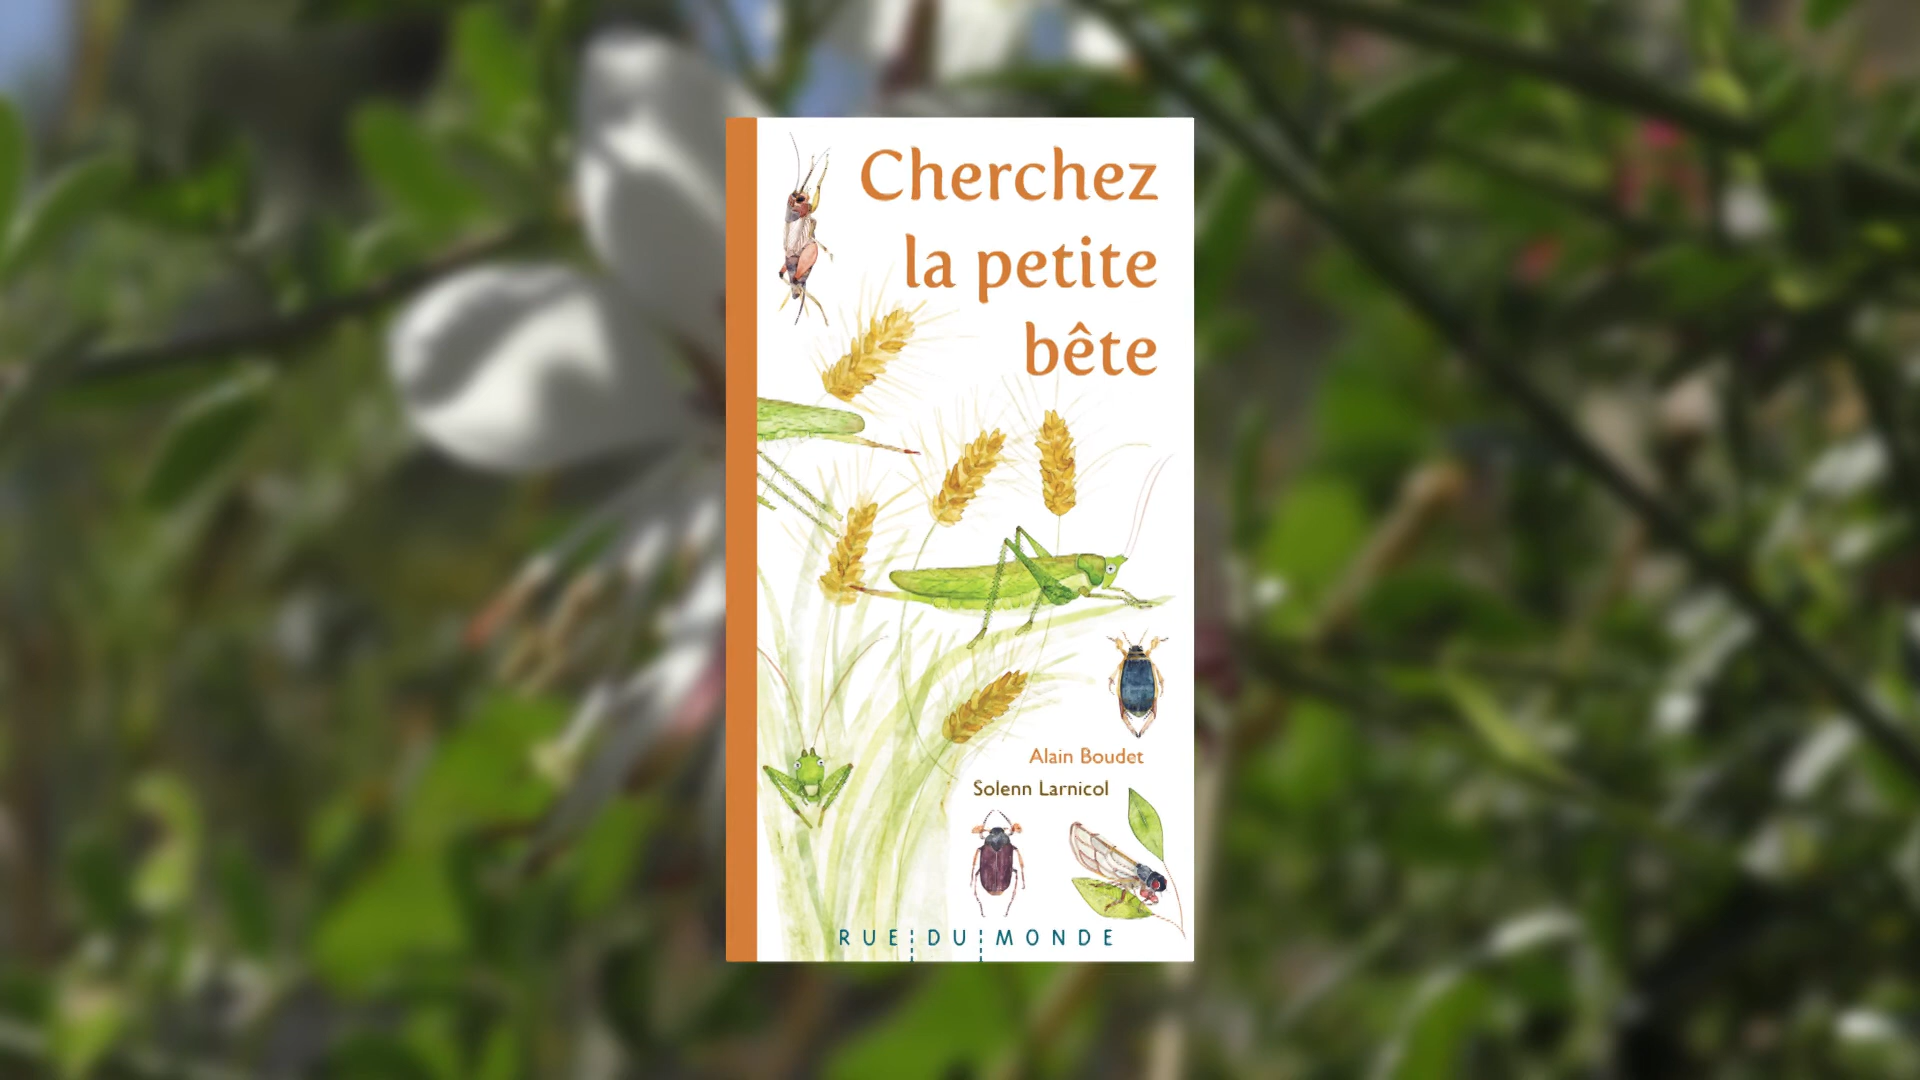 Cherchez
la petite
bête
Alain Boudet
Solenn Larnicol
RUE DU MONDE